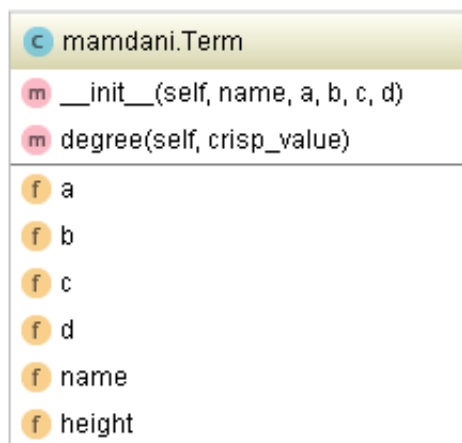 C mamdani.Term
m __init__(self, name, a, b, c, d)
m degree(self, crisp_value)
f a
f b
f c
f d
f name
f height